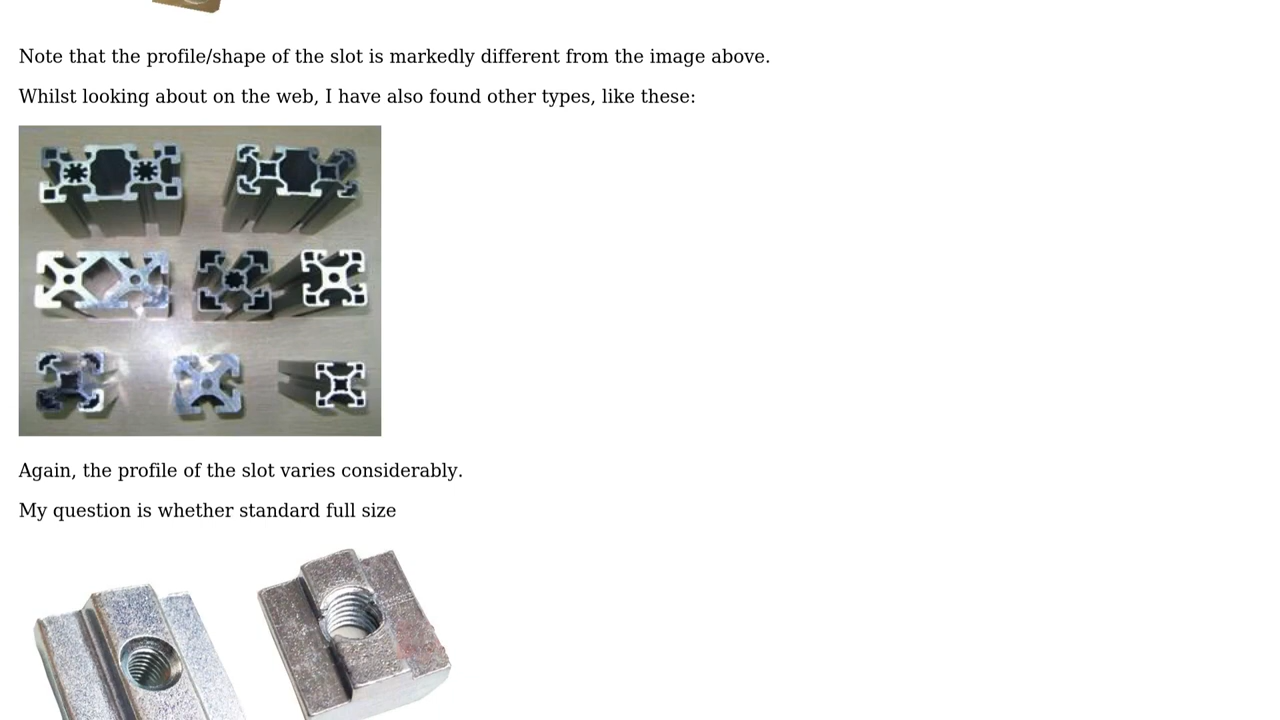 Note that the profile/shape of the slot is markedly different from the image above.
Whilst looking about on the web, I have also found other types, like these:
Again, the profile of the slot varies considerably.
My question is whether standard full size